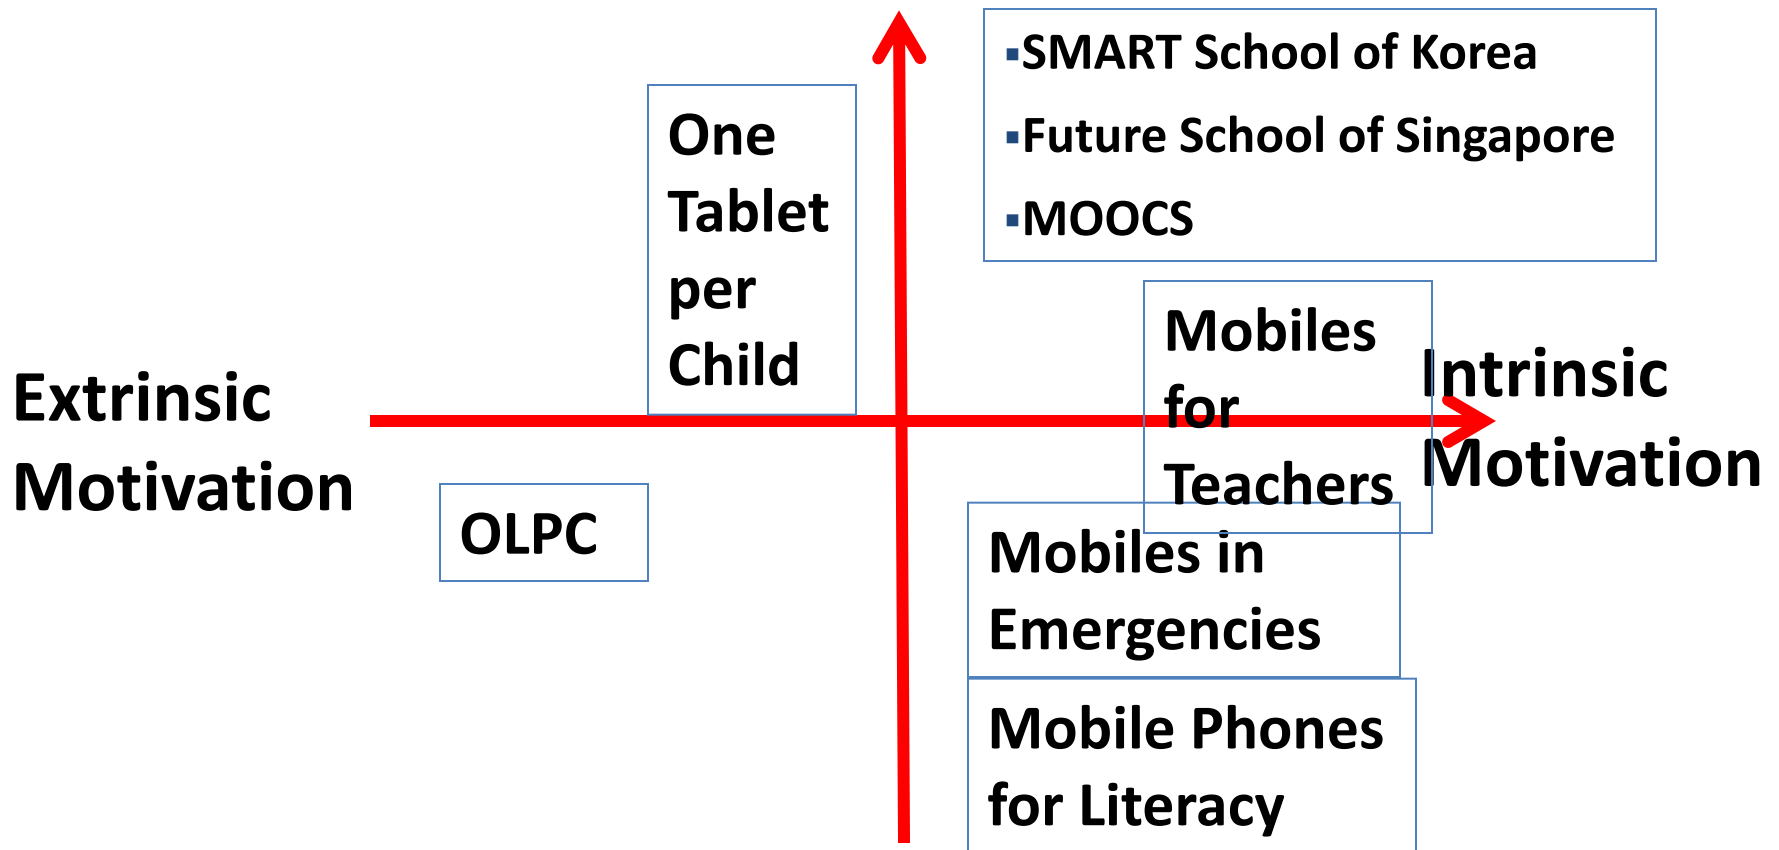 ▪SMART School of Korea
▪Future School of Singapore
▪MOOCS
One
Tablet
per
Child
Mobiles
for
Teachers
Extrinsic
Motivation
Intrinsic
Motivation
OLPC
Mobiles in
Emergencies
Mobile Phones
for Literacy